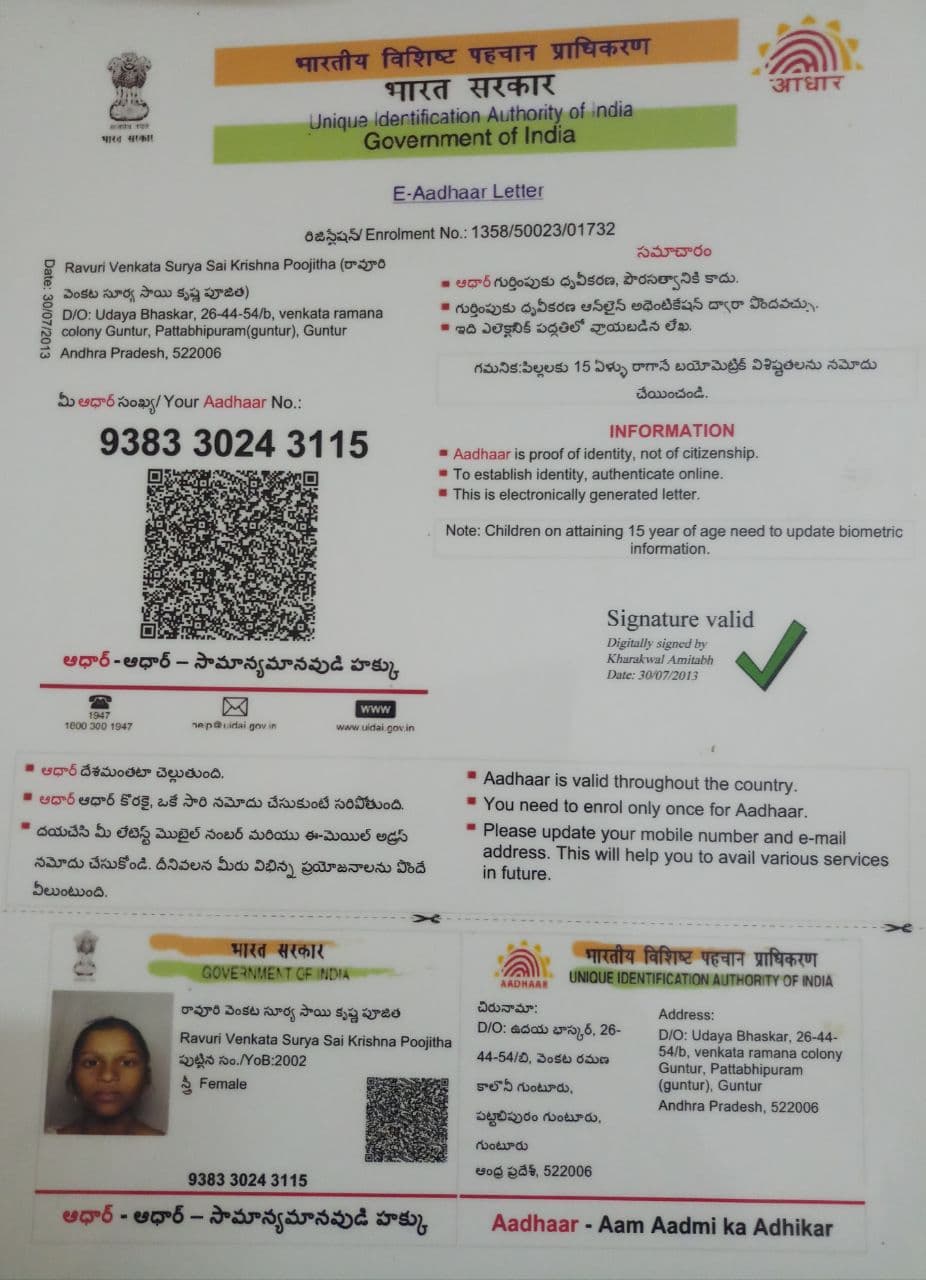 भारतीय विशिष्ट पहचान प्राधिकरण
भारत सरकार
Unique Identification Authority of India
Government of India
भारत सरकार
आधार
E-Aadhaar Letter
రిజిస్ట్రేషన్/ Enrolment No.: 1358/50023/01732
Date: 30/07/2013
Ravuri Venkata Surya Sai Krishna Poojitha (రావూరి
వెంకట సూర్య సాయి కృష్ణ పూజిత)
D/O: Udaya Bhaskar, 26-44-54/b, venkata ramana
colony Guntur, Pattabhipuram(guntur), Guntur
Andhra Pradesh, 522006
మీ ఆధార్ సంఖ్య/ Your Aadhaar No.:
9383 3024 3115
ఆధార్ -ఆధార్ – సామాన్యమానవుడి హక్కు
1947
1800 300 1947
help@uidai.gov.in
www
www.uidai.gov.in
సమాచారం
ఆధార్ గుర్తింపుకు ధృవీకరణ, పౌరసత్వానికి కాదు.
గుర్తింపుకు ధృవీకరణ ఆన్‌లైన్ అథెంటికేషన్ ద్వారా పొందవచ్చు.
ఇది ఎలెక్ట్రానిక్ పద్ధతిలో వ్రాయబడిన లేఖ.
గమనిక:పిల్లలకు 15 ఏళ్ళు రాగానే బయోమెట్రిక్ విశిష్టతలను నమోదు
చేయించండి.
INFORMATION
Aadhaar is proof of identity, not of citizenship.
To establish identity, authenticate online.
This is electronically generated letter.
Note: Children on attaining 15 year of age need to update biometric
information.
Signature valid
Digitally signed by
Kharakwal Amitabh
Date: 30/07/2013
ఆధార్ దేశమంతటా చెల్లుతుంది.
ఆధార్ ఆధార్ కొరకై, ఒకే సారి నమోదు చేసుకుంటే సరిపోతుంది.
దయచేసి మీ లేటెస్ట్ మొబైల్ నంబర్ మరియు ఈ-మెయిల్ అడ్రస్
నమోదు చేసుకోండి. దీనివలన మీరు విభిన్న ప్రయోజనాలను పొందే
వీలుంటుంది.
Aadhaar is valid throughout the country.
You need to enrol only once for Aadhaar.
Please update your mobile number and e-mail
address. This will help you to avail various services
in future.
भारत सरकार
GOVERNMENT OF INDIA
రావూరి వెంకట సూర్య సాయి కృష్ణ పూజిత
Ravuri Venkata Surya Sai Krishna Poojitha
పుట్టిన సం./YoB:2002
స్త్రీ Female
9383 3024 3115
ఆధార్ - ఆధార్ – సామాన్యమానవుడి హక్కు
AADHAAR
भारतीय विशिष्ट पहचान प्राधिकरण
UNIQUE IDENTIFICATION AUTHORITY OF INDIA
చిరునామా:
D/O: ఉదయ భాస్కర్, 26-
44-54/బి, వెంకట రమణ
కాలొనీ గుంటూరు,
పట్టాభిపురం గుంటూరు,
గుంటూరు
ఆంధ్ర ప్రదేశ్, 522006
Address:
D/O: Udaya Bhaskar, 26-44-
54/b, venkata ramana colony
Guntur, Pattabhipuram
(guntur), Guntur
Andhra Pradesh, 522006
Aadhaar - Aam Aadmi ka Adhikar